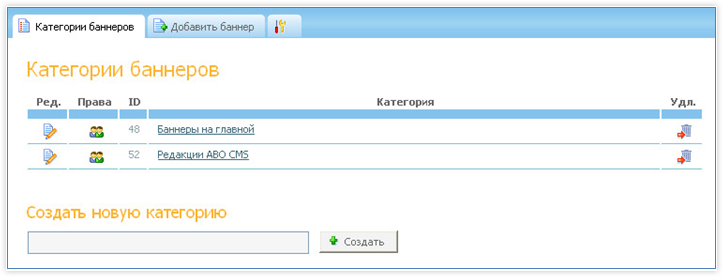 Категории баннеров Добавить баннер
Категории баннеров
Ред. Права ID Категория Удл.
48 Баннеры на главной
52 Редакции ABO CMS
Создать новую категорию
Создать